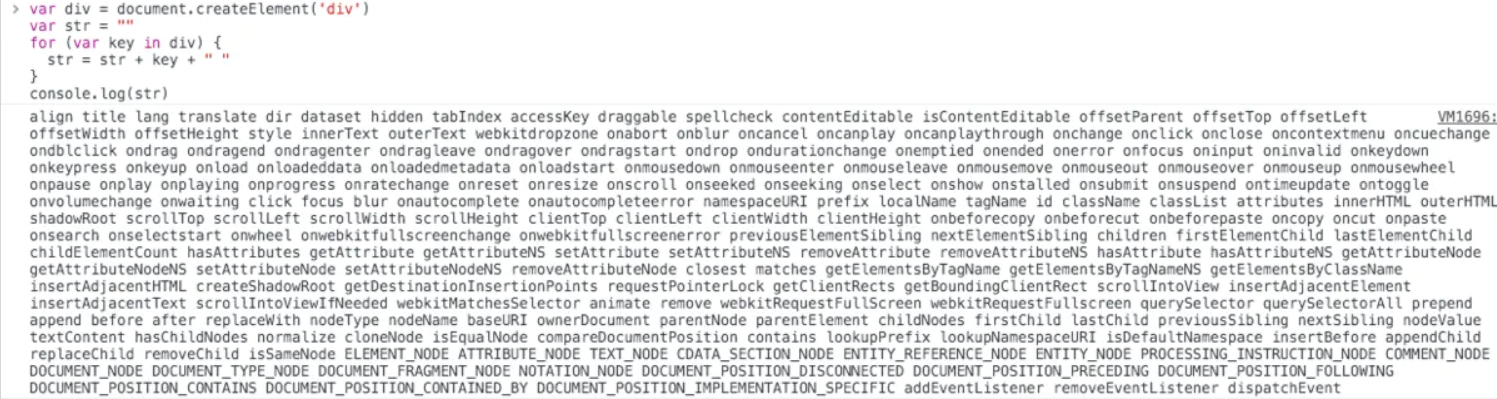 > var div = document.createElement('div')
var str = ""
for (var key in div) {
str = str + key + " "
}
console.log(str)
align title lang translate dir dataset hidden tabIndex accessKey draggable spellcheck contentEditable isContentEditable offsetParent offsetTop offsetLeft VM1696:
offsetWidth offsetHeight style innerText outerText webkitdropzone onabort onblur oncancel oncanplay oncanplaythrough onchange onclick onclose oncontextmenu oncuechange
ondblclick ondrag ondragend ondragenter ondragleave ondragover ondragstart ondrop ondurationchange onemptied onended onerror onfocus oninput oninvalid onkeydown
onkeypress onkeyup onload onloadeddata onloadedmetadata onloadstart onmousedown onmouseenter onmouseleave onmousemove onmouseout onmouseover onmouseup onmousewheel
onpause onplay onplaying onprogress onratechange onreset onresize onscroll onseeked onseeking onselect onshow onstalled onsubmit onsuspend ontimeupdate ontoggle
onvolumechange onwaiting click focus blur onautocomplete onautocompleteerror namespaceURI prefix localName tagName id className classList attributes innerHTML outerHTML
shadowRoot scrollTop scrollLeft scrollWidth scrollHeight clientTop clientLeft clientWidth clientHeight onbeforecopy onbeforecut onbeforepaste oncopy oncut onpaste
onsearch onselectstart onwheel onwebkitfullscreenchange onwebkitfullscreenerror previousElementSibling nextElementSibling children firstElementChild lastElementChild
childElementCount hasAttributes getAttribute getAttributeNS setAttribute setAttributeNS removeAttribute removeAttributeNS hasAttribute hasAttributeNS getAttributeNode
getAttributeNodeNS setAttributeNode setAttributeNodeNS removeAttributeNode closest matches getElementsByTagName getElementsByTagNameNS getElementsByClassName
insertAdjacentHTML createShadowRoot getDestinationInsertionPoints requestPointerLock getClientRects getBoundingClientRect scrollIntoView insertAdjacentElement
insertAdjacentText scrollIntoViewIfNeeded webkitMatchesSelector animate remove webkitRequestFullScreen webkitRequestFullscreen querySelector querySelectorAll prepend
append before after replaceWith nodeType nodeName baseURI ownerDocument parentNode parentElement childNodes firstChild lastChild previousSibling nextSibling nodeValue
textContent hasChildNodes normalize cloneNode isEqualNode compareDocumentPosition contains lookupPrefix lookupNamespaceURI isDefaultNamespace insertBefore appendChild
replaceChild removeChild isSameNode ELEMENT_NODE ATTRIBUTE_NODE TEXT_NODE CDATA_SECTION_NODE ENTITY_REFERENCE_NODE ENTITY_NODE PROCESSING_INSTRUCTION_NODE COMMENT_NODE
DOCUMENT_NODE DOCUMENT_TYPE_NODE DOCUMENT_FRAGMENT_NODE NOTATION_NODE DOCUMENT_POSITION_DISCONNECTED DOCUMENT_POSITION_PRECEDING DOCUMENT_POSITION_FOLLOWING
DOCUMENT_POSITION_CONTAINS DOCUMENT_POSITION_CONTAINED_BY DOCUMENT_POSITION_IMPLEMENTATION_SPECIFIC addEventListener removeEventListener dispatchEvent